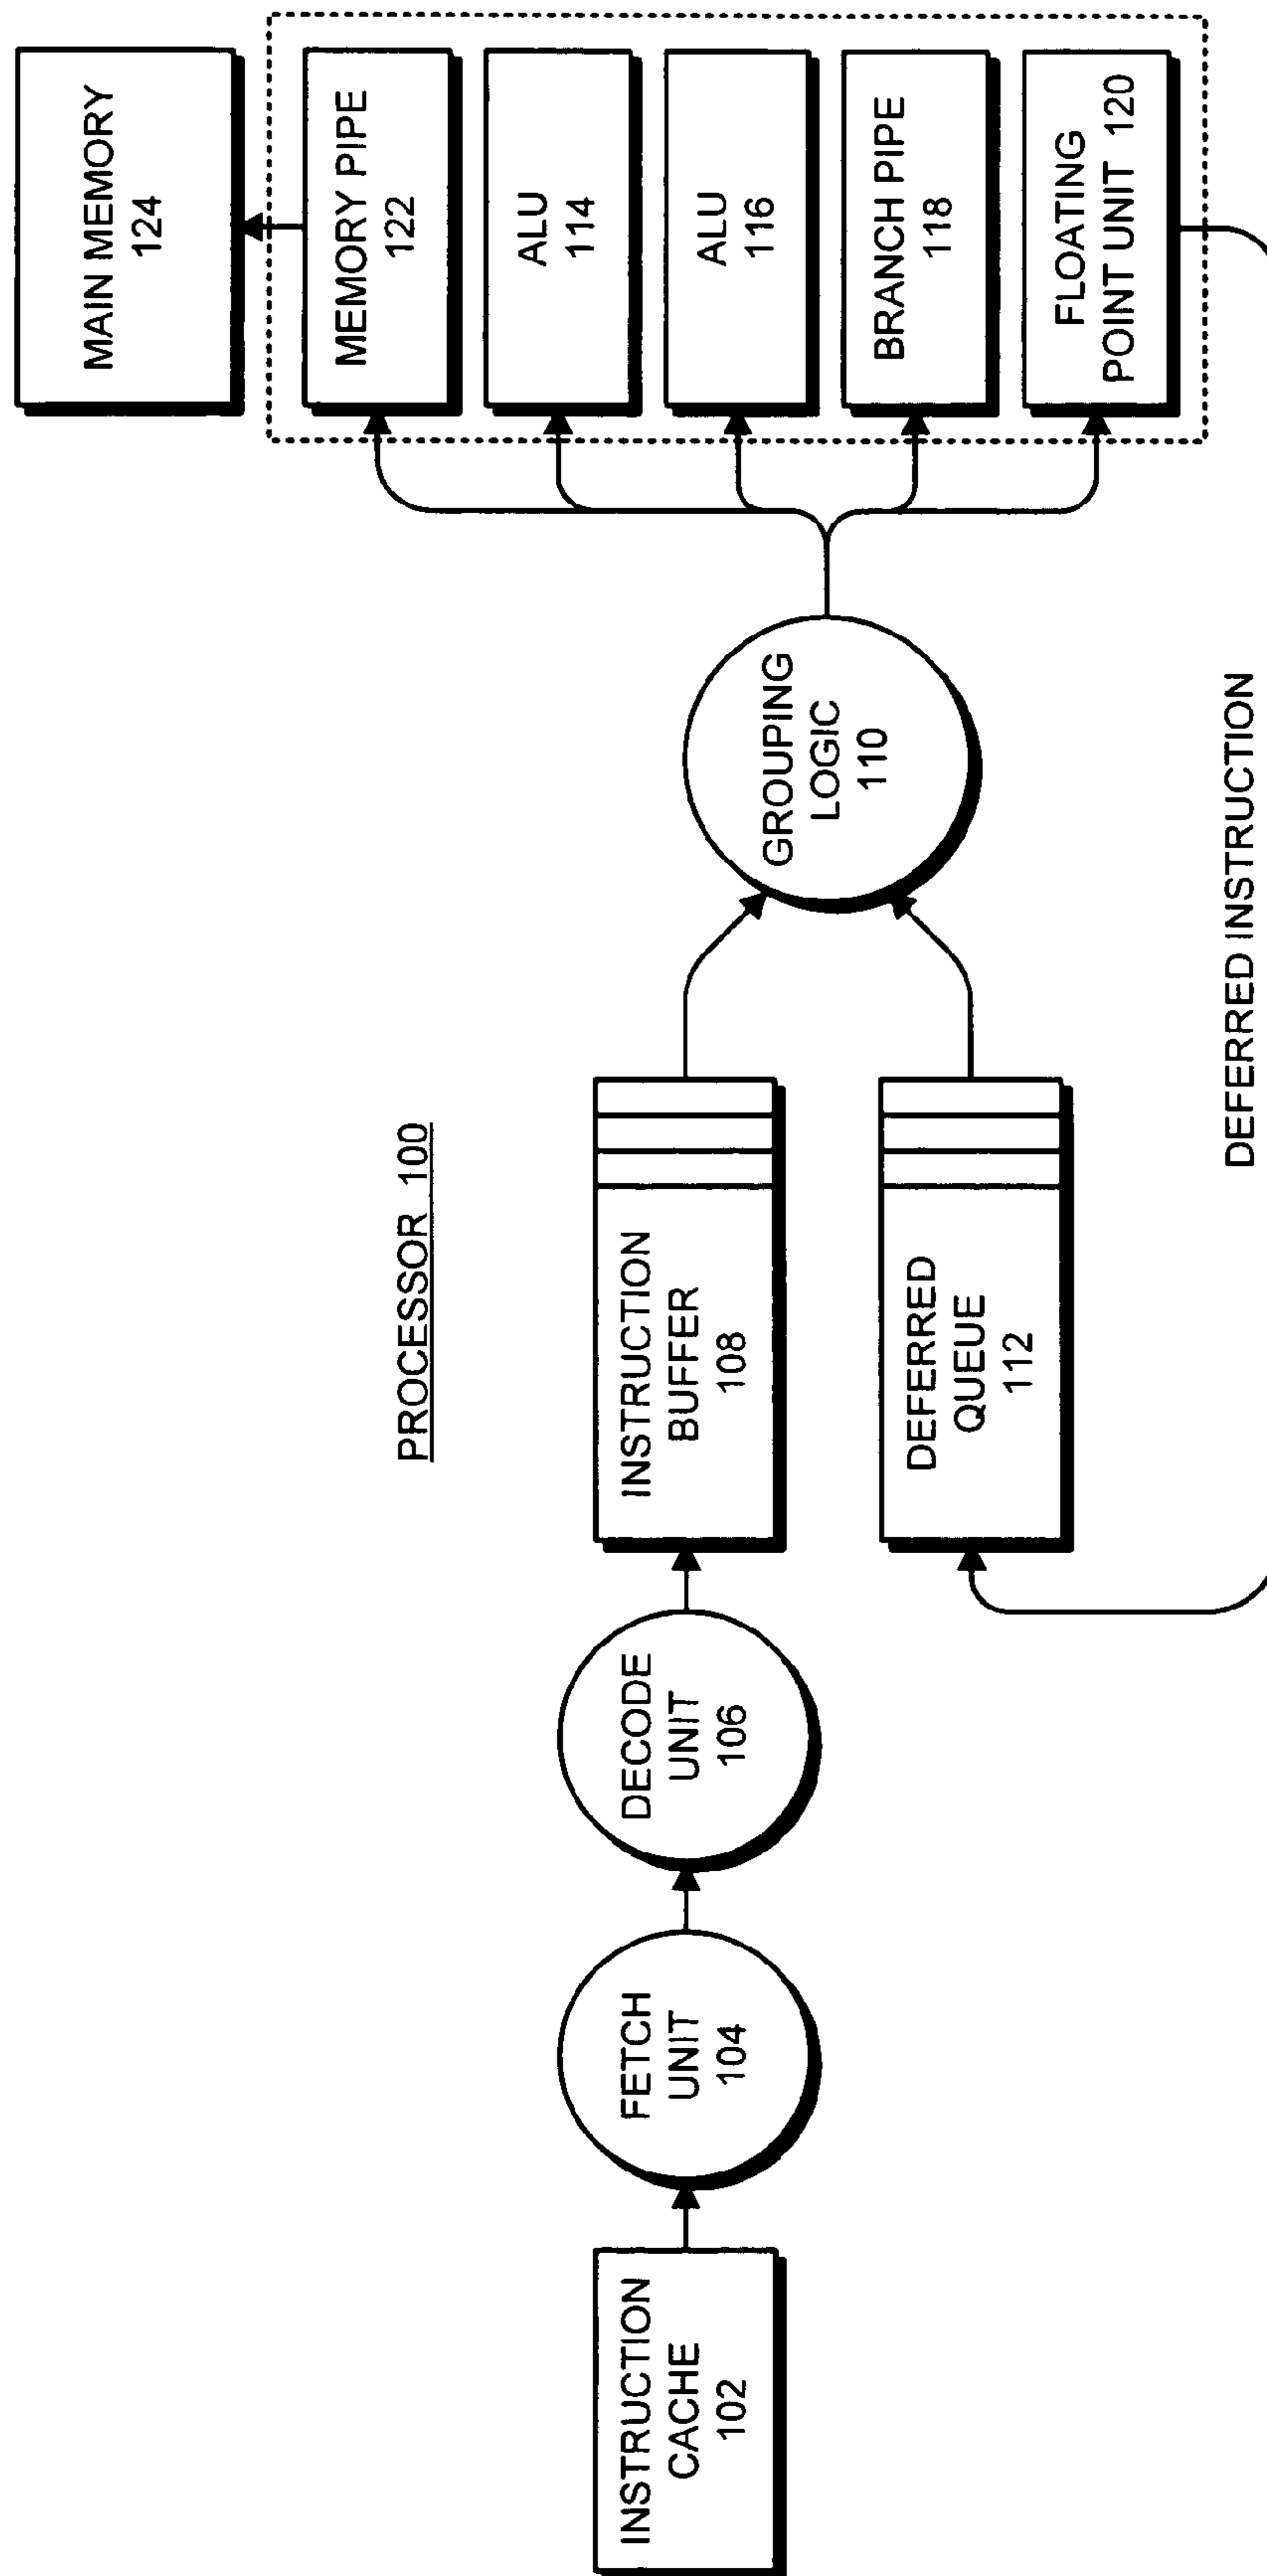 PROCESSOR 100
INSTRUCTION
CACHE
102
FETCH
UNIT
104
DECODE
UNIT
106
INSTRUCTION
BUFFER
108
DEFERRED
QUEUE
112
GROUPING
LOGIC
110
MAIN MEMORY
124
MEMORY PIPE
122
ALU
114
ALU
116
BRANCH PIPE
118
FLOATING
POINT UNIT 120
DEFERRED INSTRUCTION